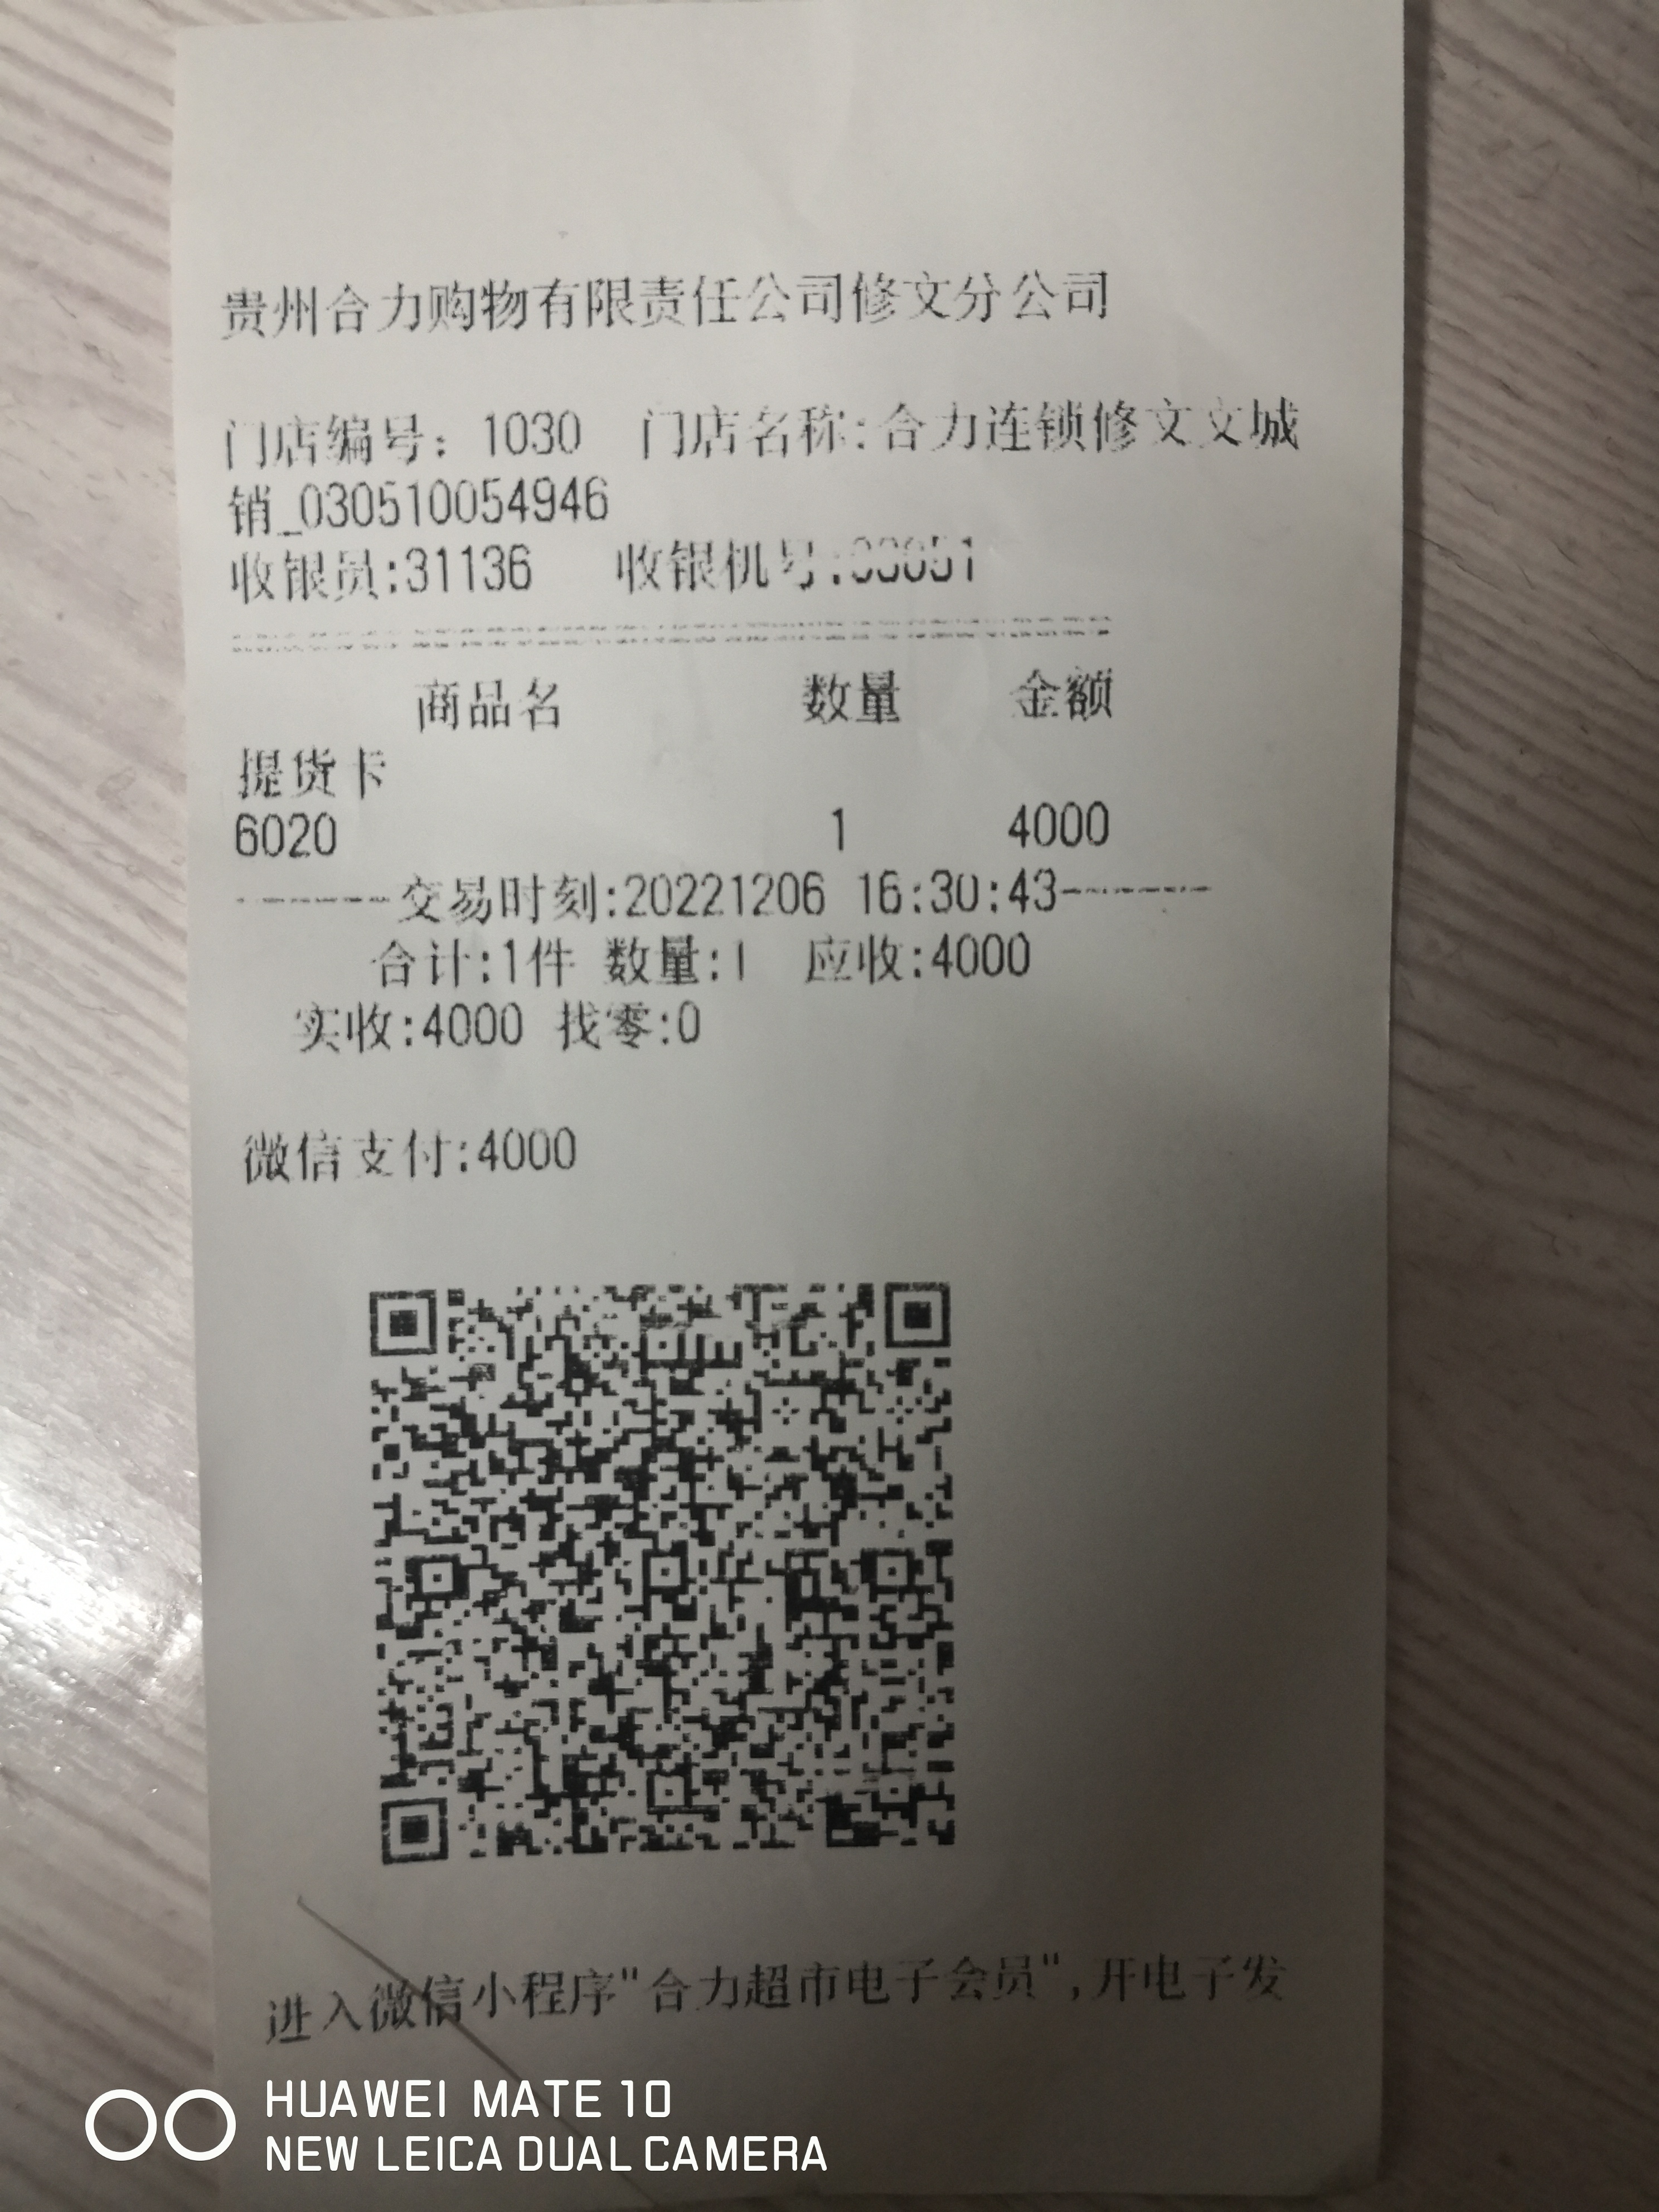 贵州合力购物有限责任公司修文分公司
门店编号：1030 门店名称:合力连锁修文文城
销_030510054946
收银员:31136 收银机号:03051
商品名 数量 金额
提货卡
6020 1 4000
--------交易时刻:20221206 16:30:43--------
合计:1件 数量:1 应收:4000
实收:4000 找零:0
微信支付:4000
进入微信小程序"合力超市电子会员",开电子发
HUAWEI MATE 10
NEW LEICA DUAL CAMERA